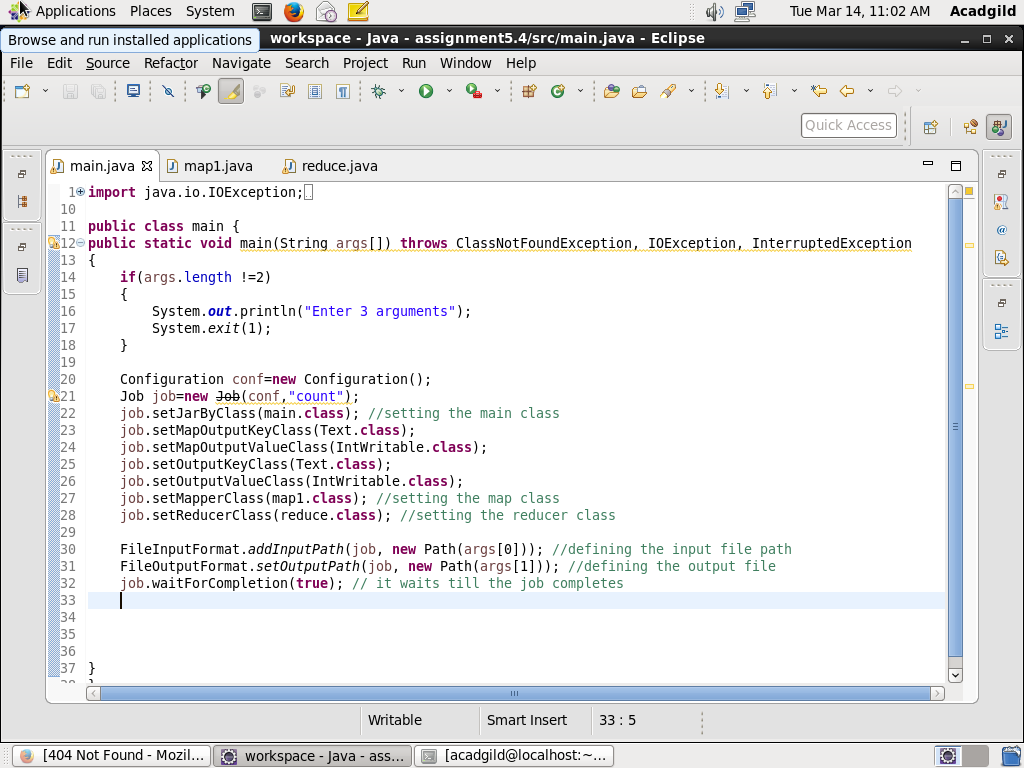 Applications Places System Tue Mar 14, 11:02 AM Acadgild
Browse and run installed applications
workspace - Java - assignment5.4/src/main.java - Eclipse
File Edit Source Refactor Navigate Search Project Run Window Help
Quick Access
main.java map1.java reduce.java
1 import java.io.IOException;
10
11 public class main {
12 public static void main(String args[]) throws ClassNotFoundException, IOException, InterruptedException
13 {
14 if(args.length !=2)
15 {
16 System.out.println("Enter 3 arguments");
17 System.exit(1);
18 }
19
20 Configuration conf=new Configuration();
21 Job job=new Job(conf,"count");
22 job.setJarByClass(main.class); //setting the main class
23 job.setMapOutputKeyClass(Text.class);
24 job.setMapOutputValueClass(IntWritable.class);
25 job.setOutputKeyClass(Text.class);
26 job.setOutputValueClass(IntWritable.class);
27 job.setMapperClass(map1.class); //setting the map class
28 job.setReducerClass(reduce.class); //setting the reducer class
29
30 FileInputFormat.addInputPath(job, new Path(args[0])); //defining the input file path
31 FileOutputFormat.setOutputPath(job, new Path(args[1])); //defining the output file
32 job.waitForCompletion(true); // it waits till the job completes
33
34
35
36
37 }
Writable Smart Insert 33 : 5
[404 Not Found - Mozil... workspace - Java - ass... [acadgild@localhost:~...